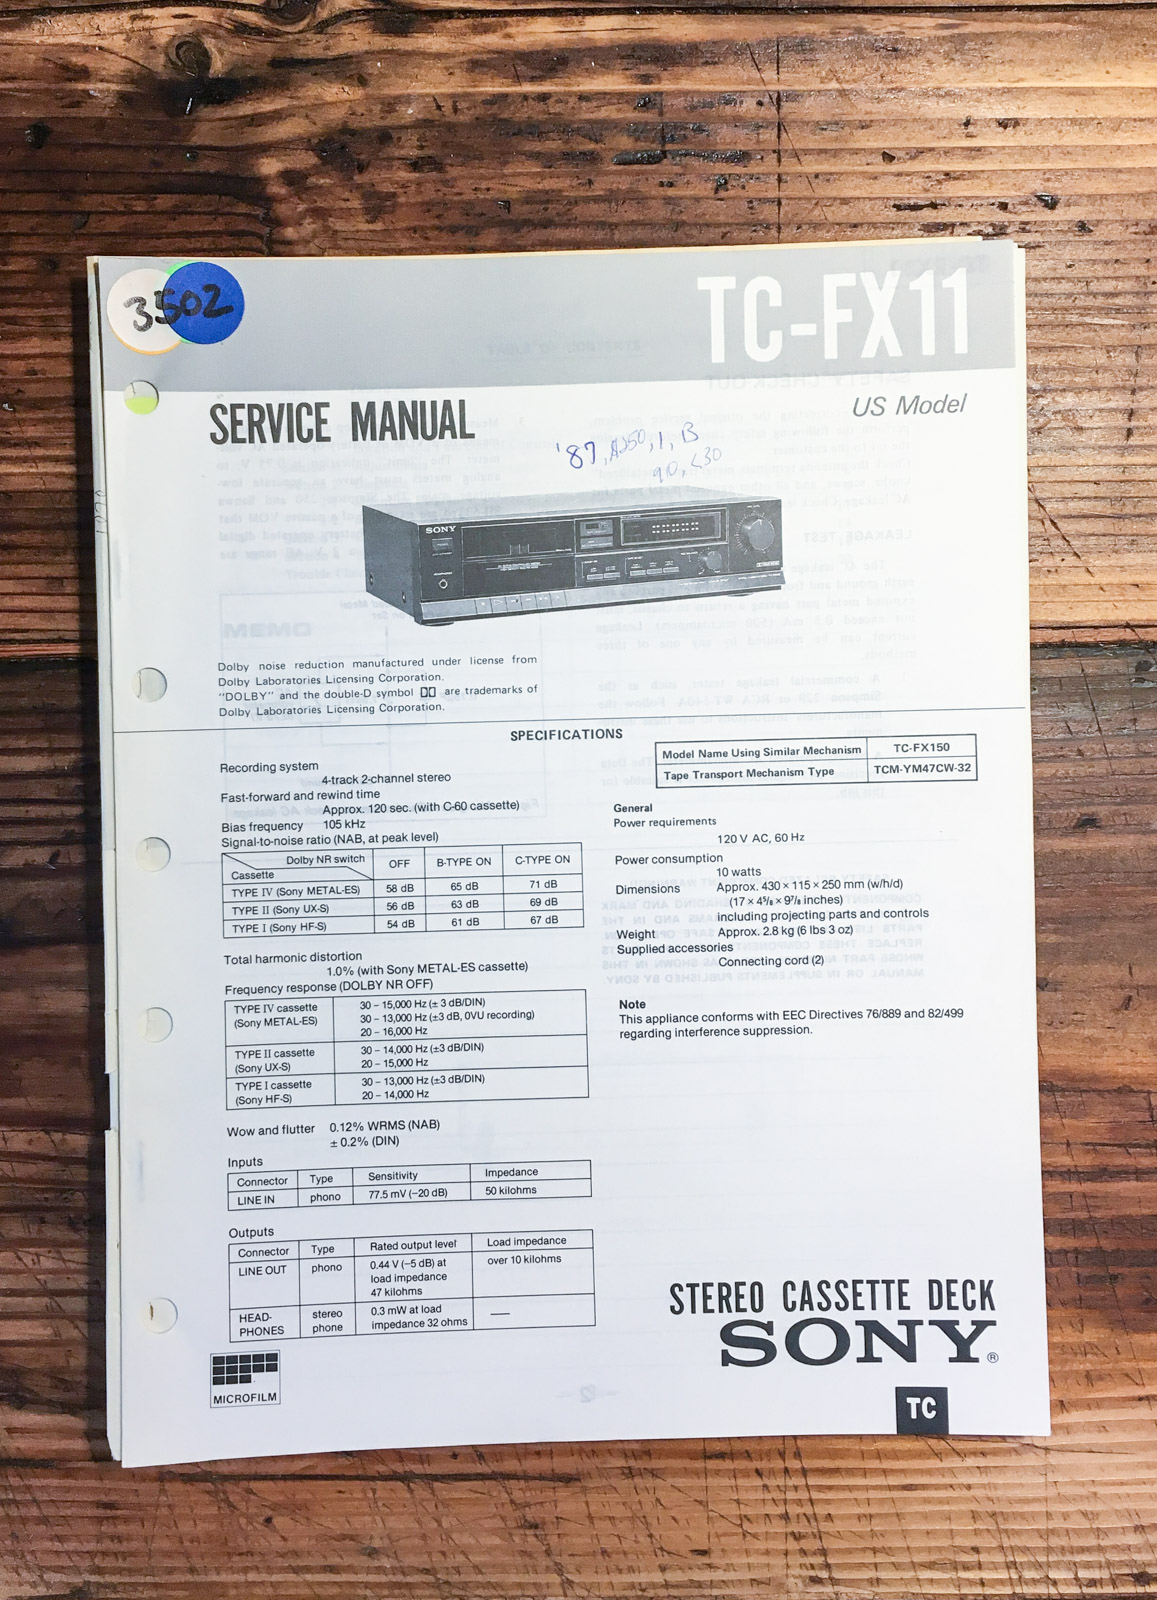 3502
TC-FX11
SERVICE MANUAL
US Model
'87,
SONY
Dolby noise reduction manufactured under license from
Dolby Laboratories Licensing Corporation.
"DOLBY" and the double-D symbol are trademarks of
Dolby Laboratories Licensing Corporation.
SPECIFICATIONS
Model Name Using Similar Mechanism TC-FX150
Tape Transport Mechanism Type TCM-YM47CW-32
Recording system
4-track 2-channel stereo
Fast-forward and rewind time
Approx. 120 sec. (with C-60 cassette)
Bias frequency 105 kHz
Signal-to-noise ratio (NAB, at peak level)
Dolby NR switch OFF B-TYPE ON C-TYPE ON
Cassette
TYPE IV (Sony METAL-ES) 58 dB 65 dB 71 dB
TYPE II (Sony UX-S) 56 dB 63 dB 69 dB
TYPE I (Sony HF-S) 54 dB 61 dB 67 dB
Total harmonic distortion
1.0% (with Sony METAL-ES cassette)
Frequency response (DOLBY NR OFF)
TYPE IV cassette 30 – 15,000 Hz (± 3 dB/DIN)
(Sony METAL-ES) 30 – 13,000 Hz (±3 dB, 0VU recording)
20 – 16,000 Hz
TYPE II cassette 30 – 14,000 Hz (±3 dB/DIN)
(Sony UX-S) 20 – 15,000 Hz
TYPE I cassette 30 – 13,000 Hz (±3 dB/DIN)
(Sony HF-S) 20 – 14,000 Hz
Wow and flutter 0.12% WRMS (NAB)
± 0.2% (DIN)
Inputs
Connector Type Sensitivity Impedance
LINE IN phono 77.5 mV (−20 dB) 50 kilohms
Outputs
Connector Type Rated output level Load impedance
LINE OUT phono 0.44 V (−5 dB) at over 10 kilohms
load impedance
47 kilohms
HEAD- stereo 0.3 mW at load —
PHONES phone impedance 32 ohms
General
Power requirements
120 V AC, 60 Hz
Power consumption
10 watts
Dimensions Approx. 430 × 115 × 250 mm (w/h/d)
(17 × 4⅝ × 9⅞ inches)
including projecting parts and controls
Weight Approx. 2.8 kg (6 lbs 3 oz)
Supplied accessories
Connecting cord (2)
Note
This appliance conforms with EEC Directives 76/889 and 82/499
regarding interference suppression.
MICROFILM
STEREO CASSETTE DECK
SONY®
TC